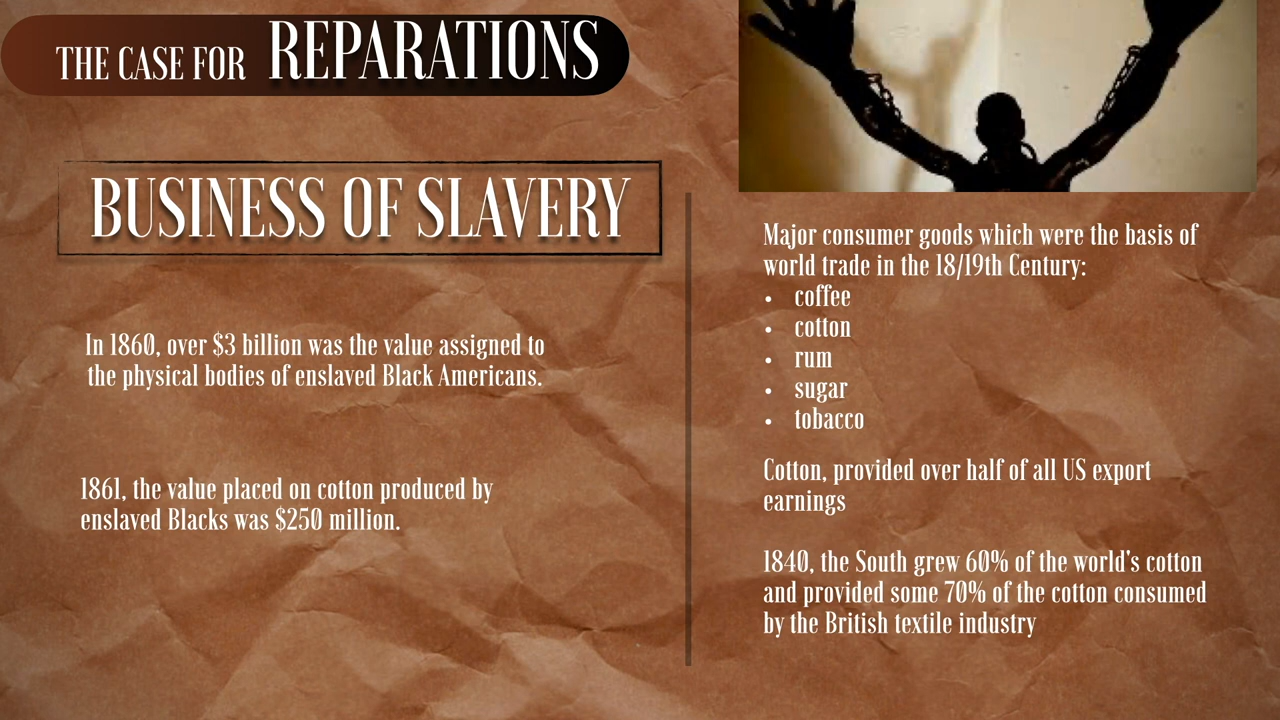 THE CASE FOR REPARATIONS
BUSINESS OF SLAVERY
In 1860, over $3 billion was the value assigned to
the physical bodies of enslaved Black Americans.
1861, the value placed on cotton produced by
enslaved Blacks was $250 million.
Major consumer goods which were the basis of
world trade in the 18/19th Century:
• coffee
• cotton
• rum
• sugar
• tobacco
Cotton, provided over half of all US export
earnings
1840, the South grew 60% of the world's cotton
and provided some 70% of the cotton consumed
by the British textile industry